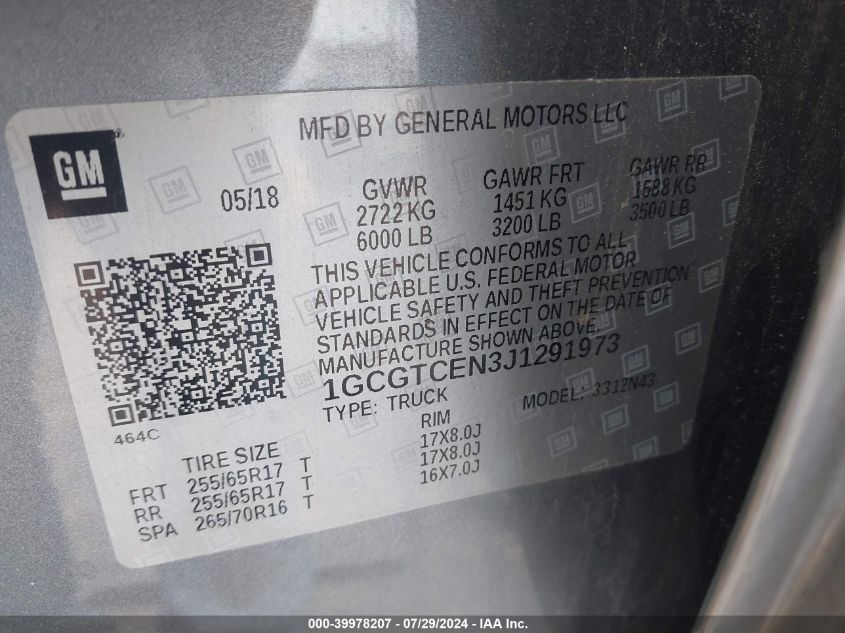 MFD BY GENERAL MOTORS LLC
GM
05/18
GVWR GAWR FRT GAWR RR
2722 KG 1451 KG 1588 KG
6000 LB 3200 LB 3500 LB
THIS VEHICLE CONFORMS TO ALL
APPLICABLE U.S. FEDERAL MOTOR
VEHICLE SAFETY AND THEFT PREVENTION
STANDARDS IN EFFECT ON THE DATE OF
MANUFACTURE SHOWN ABOVE.
1GCGTCEN3J1291973
TYPE: TRUCK MODEL: 3312N43
464C
TIRE SIZE RIM
FRT 255/65R17 T 17X8.0J
RR 255/65R17 T 17X8.0J
SPA 265/70R16 T 16X7.0J
000-39978207 - 07/29/2024 - IAA Inc.